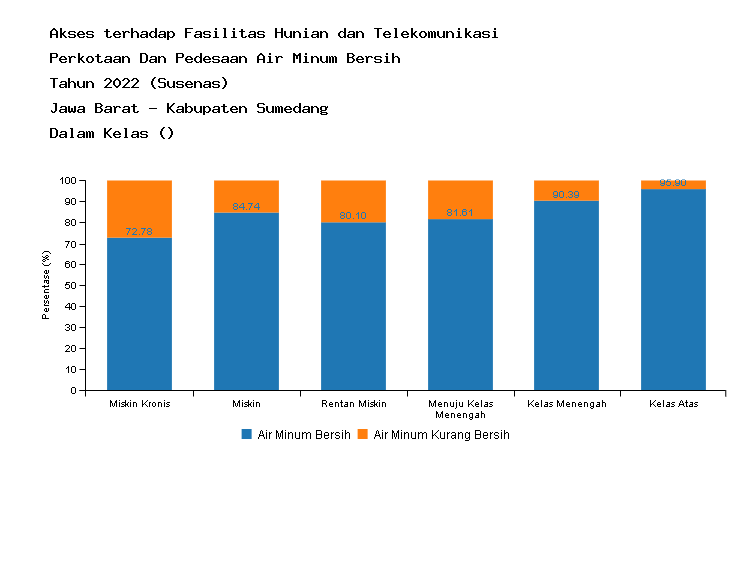 Akses terhadap Fasilitas Hunian dan Telekomunikasi
Perkotaan Dan Pedesaan Air Minum Bersih
Tahun 2022 (Susenas)
Jawa Barat - Kabupaten Sumedang
Dalam Kelas ()
100
90
80
70
60
50
40
30
20
10
0
Persentase (%)
72.78
84.74
80.10
81.61
90.39
95.90
Miskin Kronis
Miskin
Rentan Miskin
Menuju Kelas
Menengah
Kelas Menengah
Kelas Atas
Air Minum Bersih
Air Minum Kurang Bersih